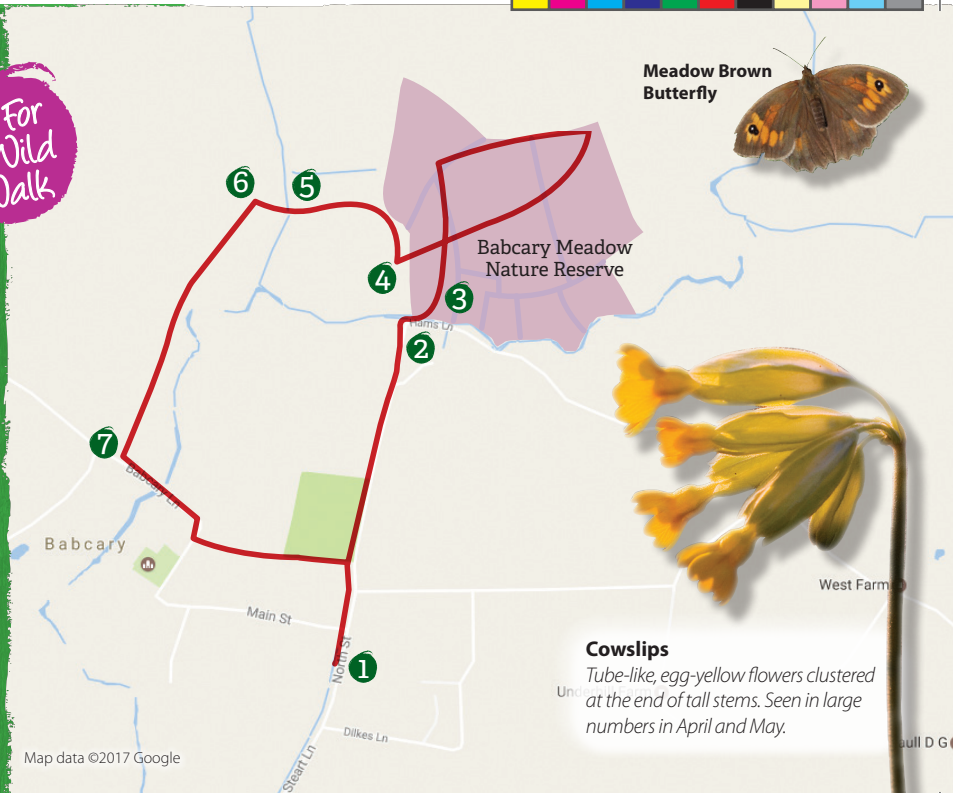 For
Wild
Walk
Meadow Brown
Butterfly
6
5
4
Babcary Meadow
Nature Reserve
3
Hams Ln
2
7
Babcary Ln
Babcary
West Farm
Main St
1
North St
Cowslips
Tube-like, egg-yellow flowers clustered
at the end of tall stems. Seen in large
numbers in April and May.
Dilkes Ln
Steart Ln
Map data ©2017 Google